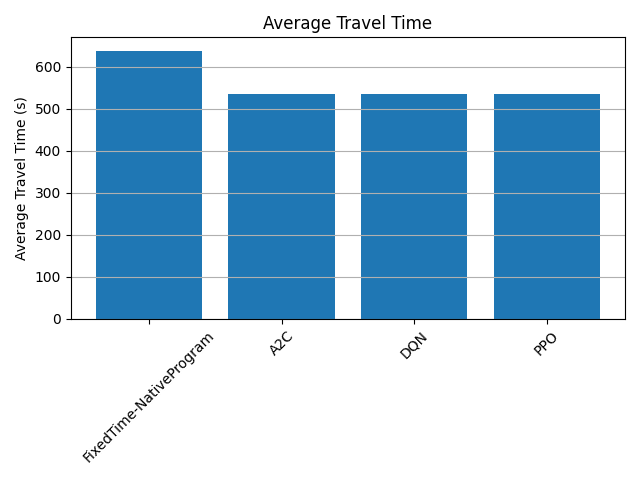 Average Travel Time
Average Travel Time (s)
600
500
400
300
200
100
0
FixedTime-NativeProgram
A2C
DQN
PPO